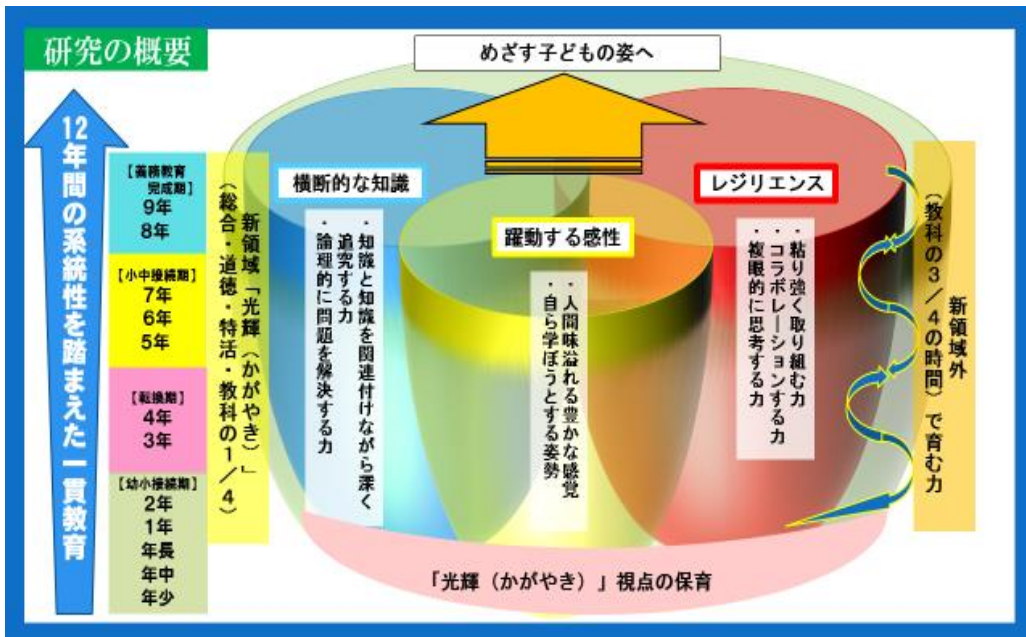 研究の概要
めざす子どもの姿へ
12年間の系統性を踏まえた一貫教育
【義務教育
完成期】
9年
8年
【小中接続期】
7年
6年
5年
【転換期】
4年
3年
【幼小接続期】
2年
1年
年長
年中
年少
新領域「光輝(かがやき)」
(総合・道徳・特活・教科の1/4)
横断的な知識
・知識と知識を関連付けながら深く
追究する力
・論理的に問題を解決する力
躍動する感性
・人間味溢れる豊かな感覚
・自ら学ぼうとする姿勢
レジリエンス
・粘り強く取り組む力
・コラボレーションする力
・複眼的に思考する力
新領域外
(教科の3/4の時間)で育む力
「光輝(かがやき)」視点の保育